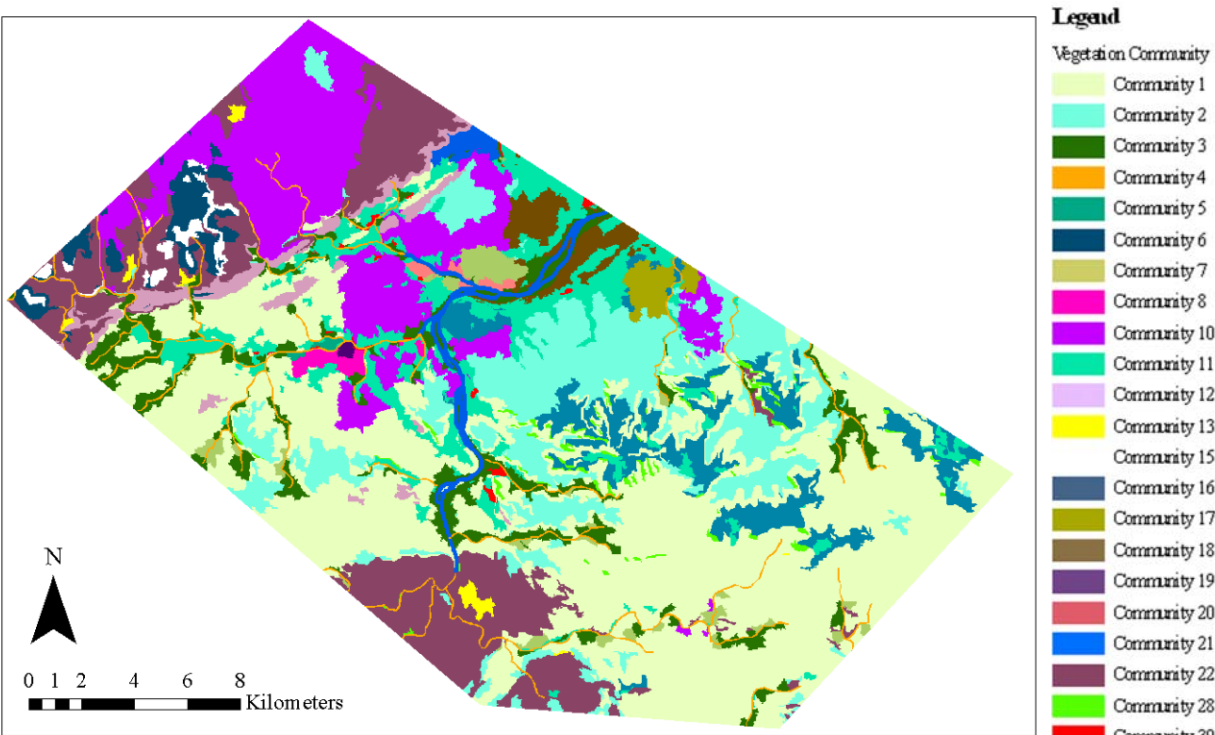 Legend
Vegetation Community
Community 1
Community 2
Community 3
Community 4
Community 5
Community 6
Community 7
Community 8
Community 10
Community 11
Community 12
Community 13
Community 15
Community 16
Community 17
Community 18
Community 19
Community 20
Community 21
Community 22
Community 28
Community
N
0 1 2 4 6 8
Kilometers